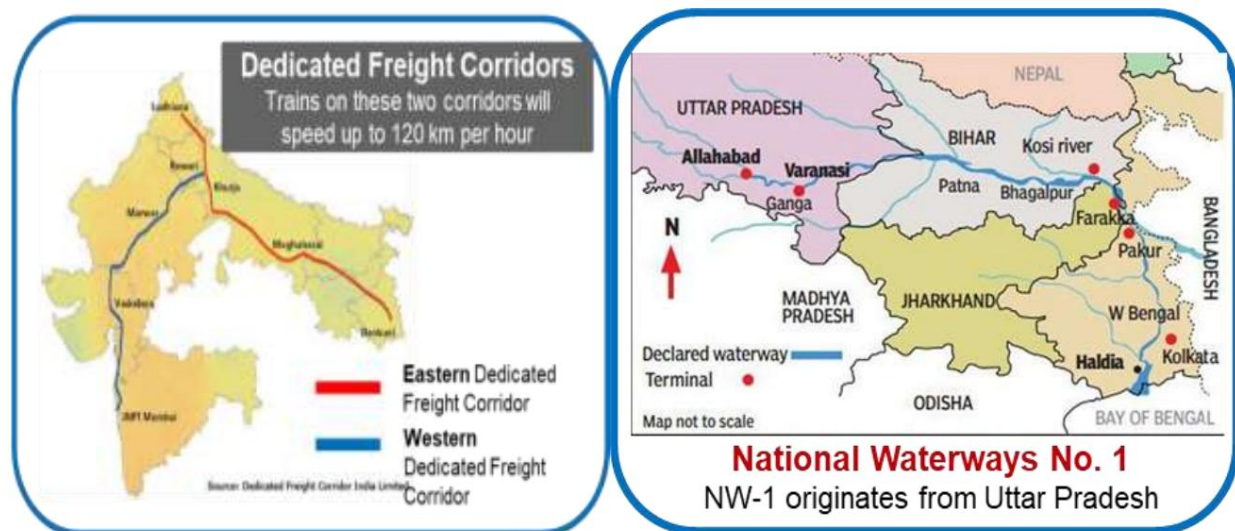 Dedicated Freight Corridors
Trains on these two corridors will
speed up to 120 km per hour
Ludhiana
Rewari
Khurja
Marwar
Mughalsarai
Vadodara
Dankuni
JNPT Mumbai
Eastern Dedicated
Freight Corridor
Western
Dedicated Freight
Corridor
Source: Dedicated Freight Corridor India Limited
NEPAL
UTTAR PRADESH
BIHAR
Kosi river
Allahabad
Varanasi
Ganga
Patna
Bhagalpur
Farakka
BANGLADESH
N
Pakur
MADHYA
PRADESH
JHARKHAND
W Bengal
Declared waterway
Kolkata
Terminal
Haldia
ODISHA
Map not to scale
BAY OF BENGAL
National Waterways No. 1
NW-1 originates from Uttar Pradesh